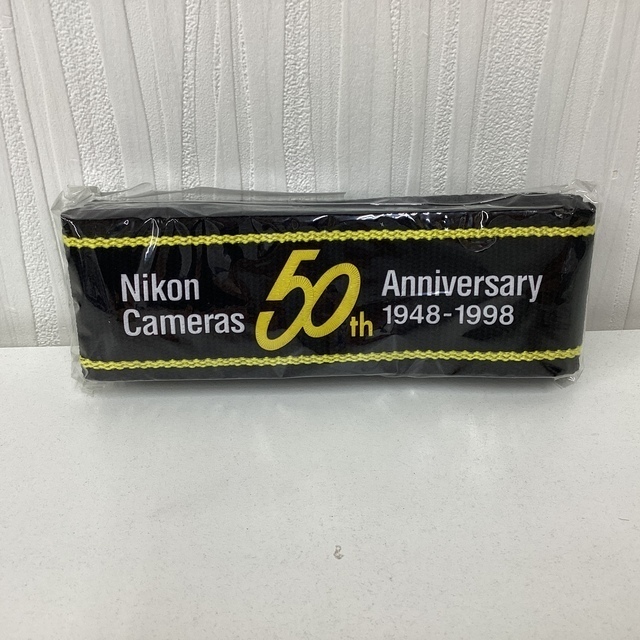 Nikon
Cameras
50th
Anniversary
1948-1998